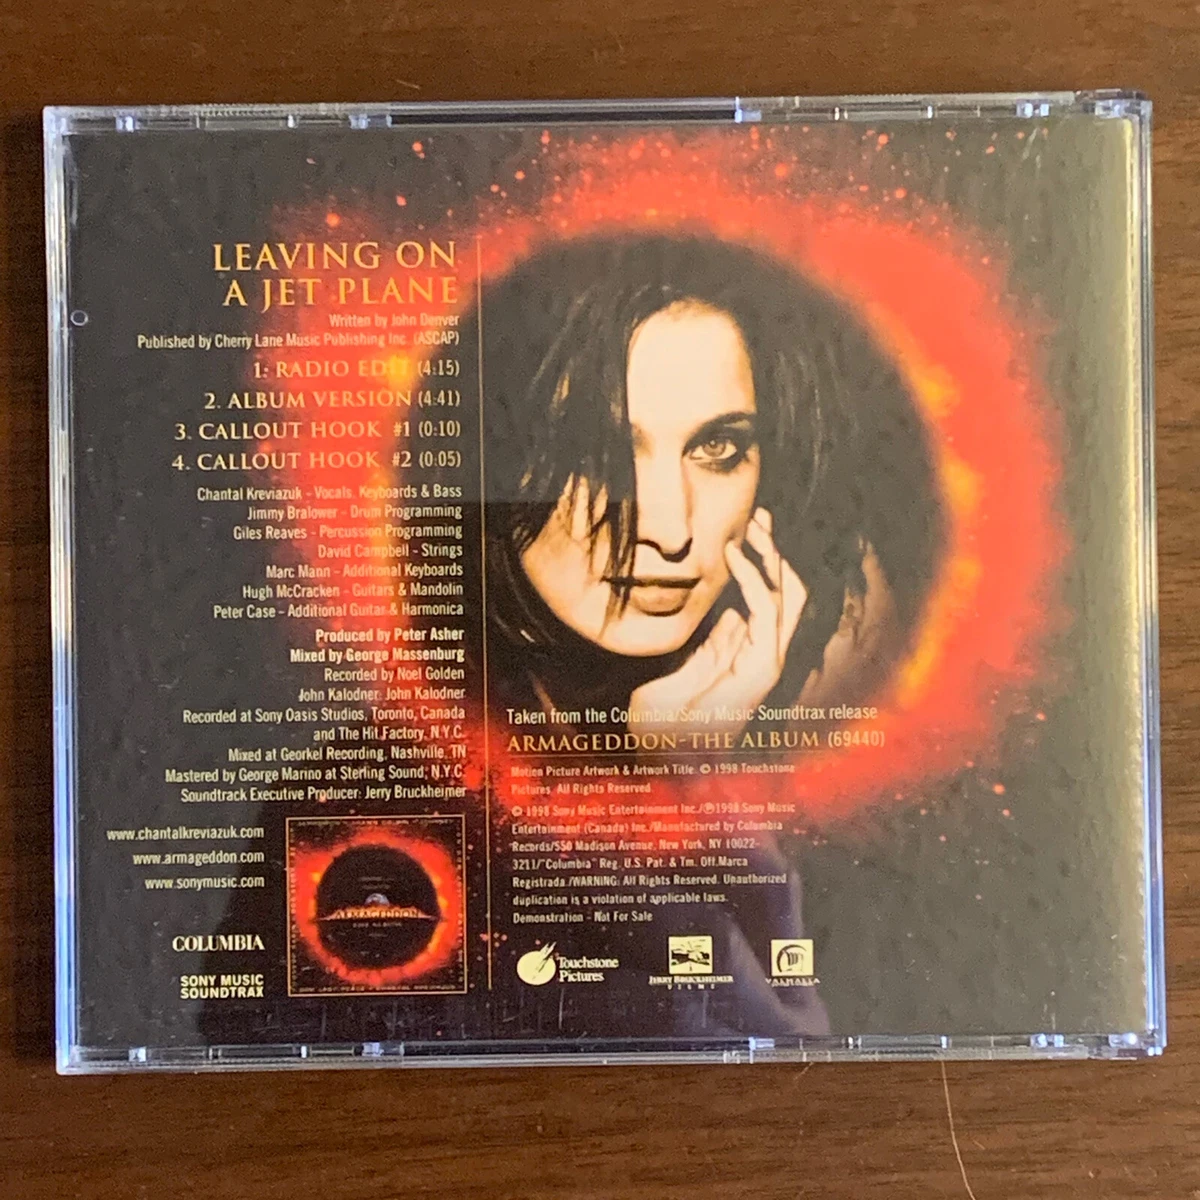 LEAVING ON
A JET PLANE
Written by John Denver
Published by Cherry Lane Music Publishing Inc. (ASCAP)
1: RADIO EDIT (4:15)
2. ALBUM VERSION (4:41)
3. CALLOUT HOOK #1 (0:10)
4. CALLOUT HOOK #2 (0:05)
Chantal Kreviazuk – Vocals, Keyboards & Bass
Jimmy Bralower – Drum Programming
Giles Reaves – Percussion Programming
David Campbell – Strings
Marc Mann – Additional Keyboards
Hugh McCracken – Guitars & Mandolin
Peter Case – Additional Guitar & Harmonica
Produced by Peter Asher
Mixed by George Massenburg
Recorded by Noel Golden
John Kalodner: John Kalodner
Recorded at Sony Oasis Studios, Toronto, Canada
and The Hit Factory, N.Y.C.
Mixed at Georkel Recording, Nashville, TN
Mastered by George Marino at Sterling Sound, N.Y.C.
Soundtrack Executive Producer: Jerry Bruckheimer
www.chantalkreviazuk.com
www.armageddon.com
www.sonymusic.com
COLUMBIA
SONY MUSIC
SOUNDTRAX
ARMAGEDDON
THE ALBUM
Taken from the Columbia/Sony Music Soundtrax release
ARMAGEDDON-THE ALBUM (69440)
Motion Picture Artwork & Artwork Title: © 1998 Touchstone
Pictures. All Rights Reserved.
© 1998 Sony Music Entertainment Inc./℗1998 Sony Music
Entertainment (Canada) Inc./Manufactured by Columbia
Records/550 Madison Avenue, New York, NY 10022-
3211/"Columbia" Reg. U.S. Pat. & Tm. Off.Marca
Registrada./WARNING: All Rights Reserved. Unauthorized
duplication is a violation of applicable laws.
Demonstration - Not For Sale
Touchstone
Pictures
JERRY BRUCKHEIMER
FILMS
VALHALLA